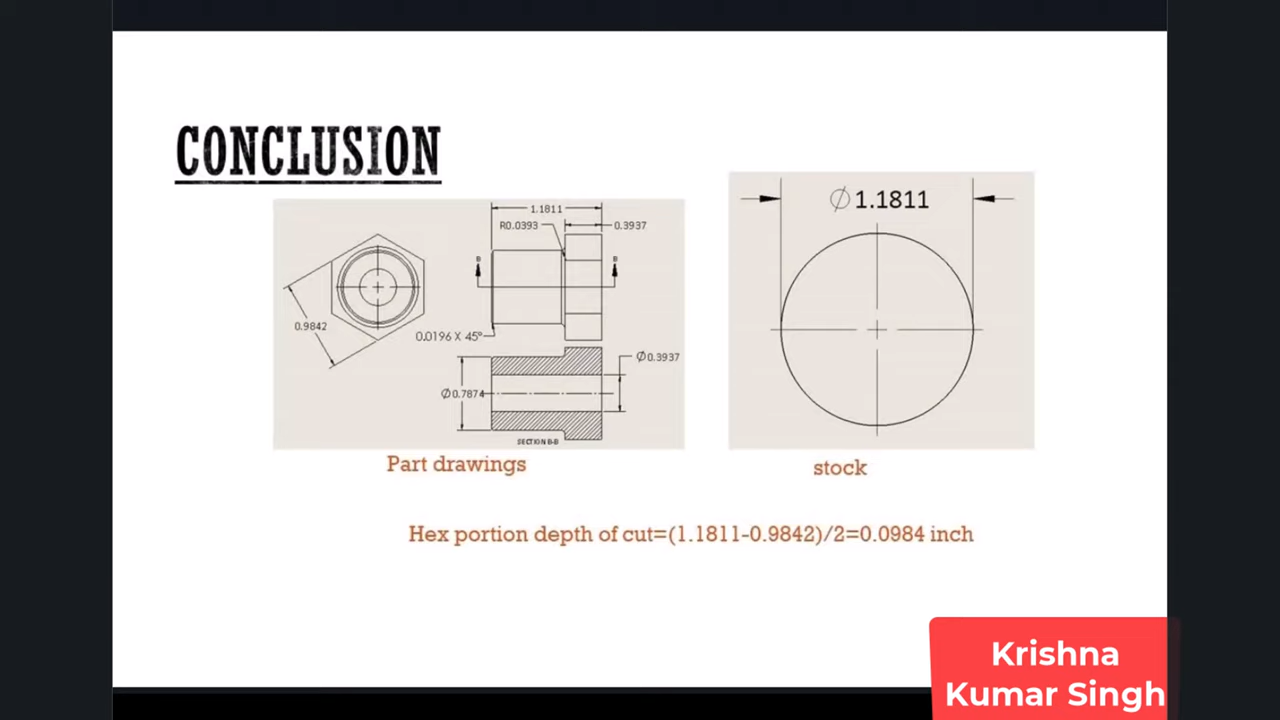 CONCLUSION
1.1811
R0.0393
0.3937
B
B
0.9842
0.0196 X 45°
Ø0.3937
Ø0.7874
SECTION B-B
Ø1.1811
Part drawings
stock
Hex portion depth of cut=(1.1811-0.9842)/2=0.0984 inch
Krishna
Kumar Singh